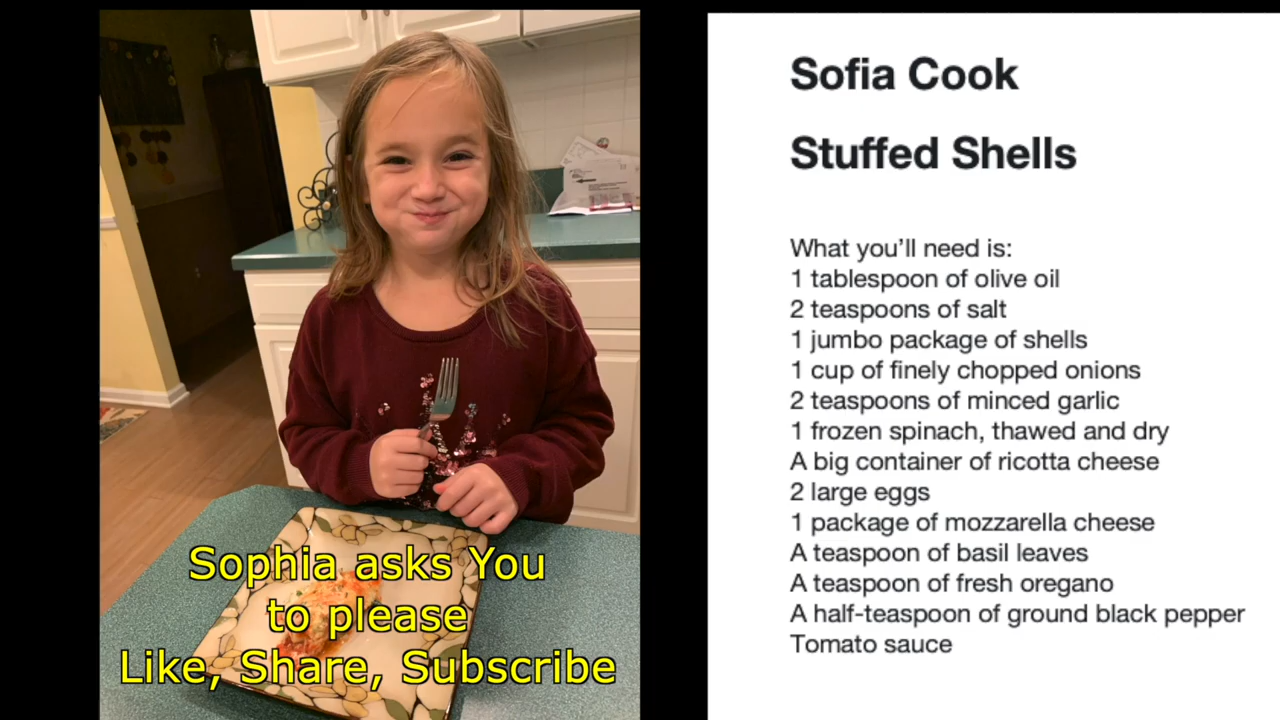 Sophia asks You
to please
Like, Share, Subscribe
Sofia Cook
Stuffed Shells
What you’ll need is:
1 tablespoon of olive oil
2 teaspoons of salt
1 jumbo package of shells
1 cup of finely chopped onions
2 teaspoons of minced garlic
1 frozen spinach, thawed and dry
A big container of ricotta cheese
2 large eggs
1 package of mozzarella cheese
A teaspoon of basil leaves
A teaspoon of fresh oregano
A half-teaspoon of ground black pepper
Tomato sauce